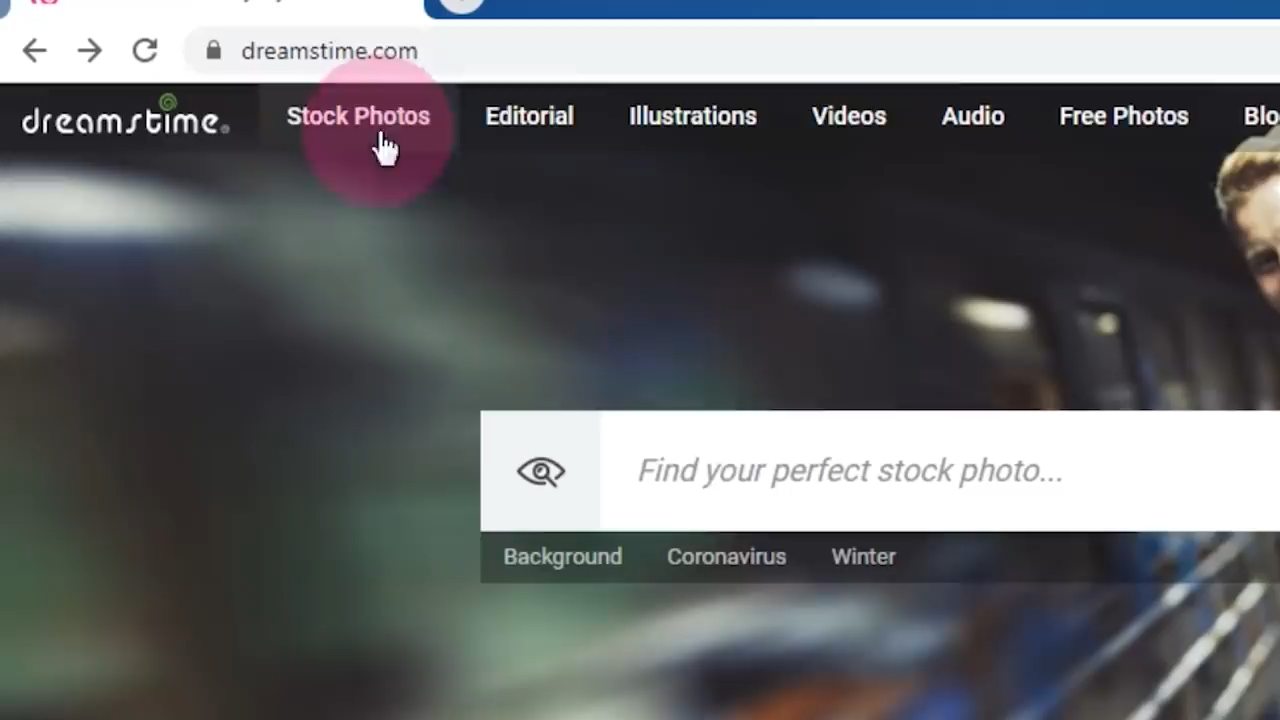 dreamstime.com
dreamstime
Stock Photos Editorial Illustrations Videos Audio Free Photos
Find your perfect stock photo...
Background Coronavirus Winter